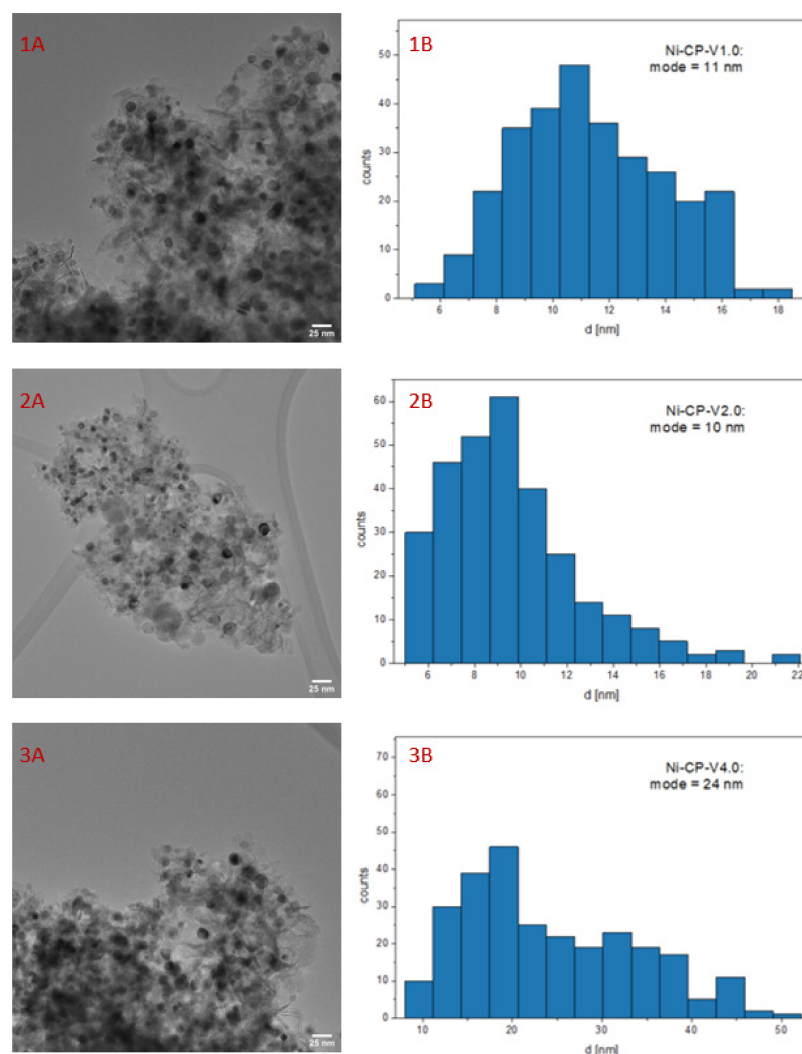 1A
25 nm
1B
Ni-CP-V1.0:
mode = 11 nm
counts
50
40
30
20
10
0
6 8 10 12 14 16 18
d [nm]
2A
25 nm
2B
Ni-CP-V2.0:
mode = 10 nm
counts
60
50
40
30
20
10
0
6 8 10 12 14 16 18 20 22
d [nm]
3A
25 nm
3B
Ni-CP-V4.0:
mode = 24 nm
counts
70
60
50
40
30
20
10
0
10 20 30 40 50
d [nm]